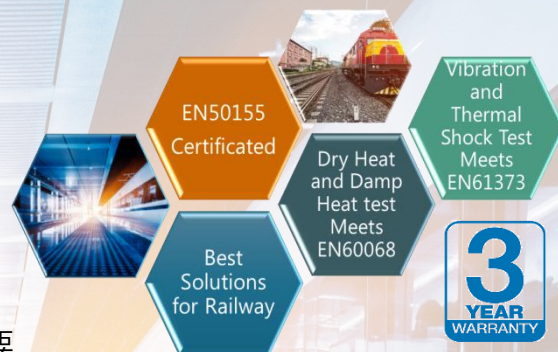 EN50155
Certificated
Vibration
and
Thermal
Shock Test
Meets
EN61373
Dry Heat
and Damp
Heat test
Meets
EN60068
Best
Solutions
for Railway
3
YEAR
WARRANTY